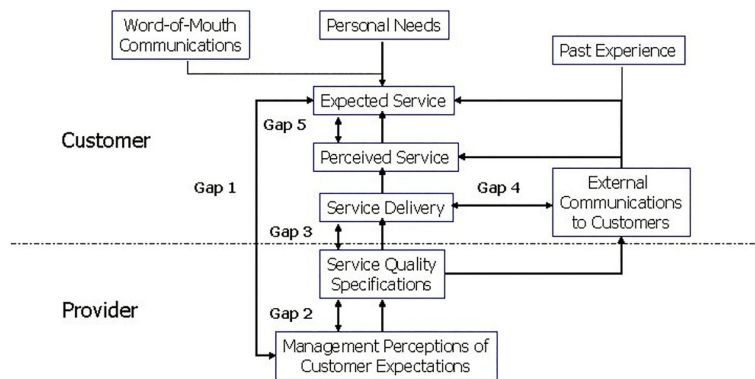 Word-of-Mouth
Communications
Personal Needs
Past Experience
Expected Service
Gap 5
Customer
Perceived Service
Gap 1
Gap 4
External
Communications
to Customers
Service Delivery
Gap 3
Service Quality
Specifications
Provider
Gap 2
Management Perceptions of
Customer Expectations